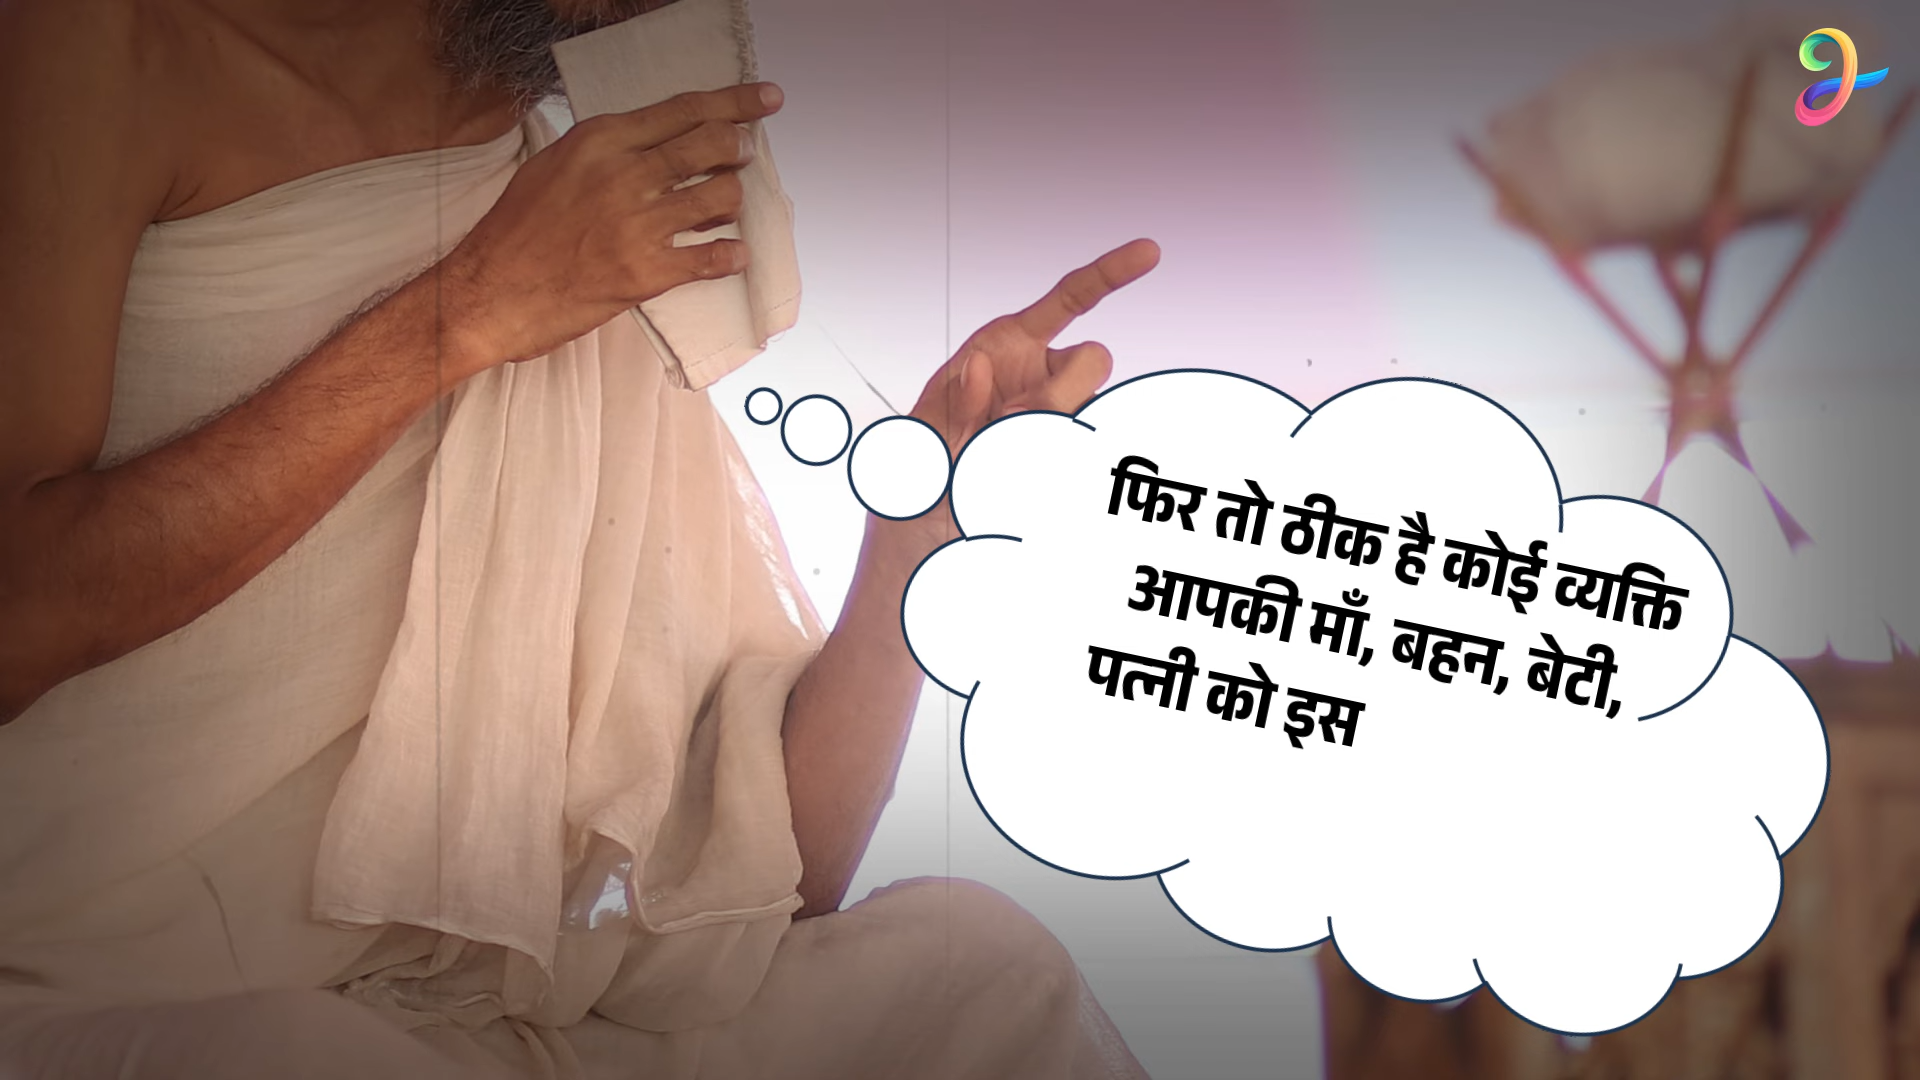 फिर तो ठीक है कोई व्यक्ति
आपकी माँ, बहन, बेटी,
पत्नी को इस